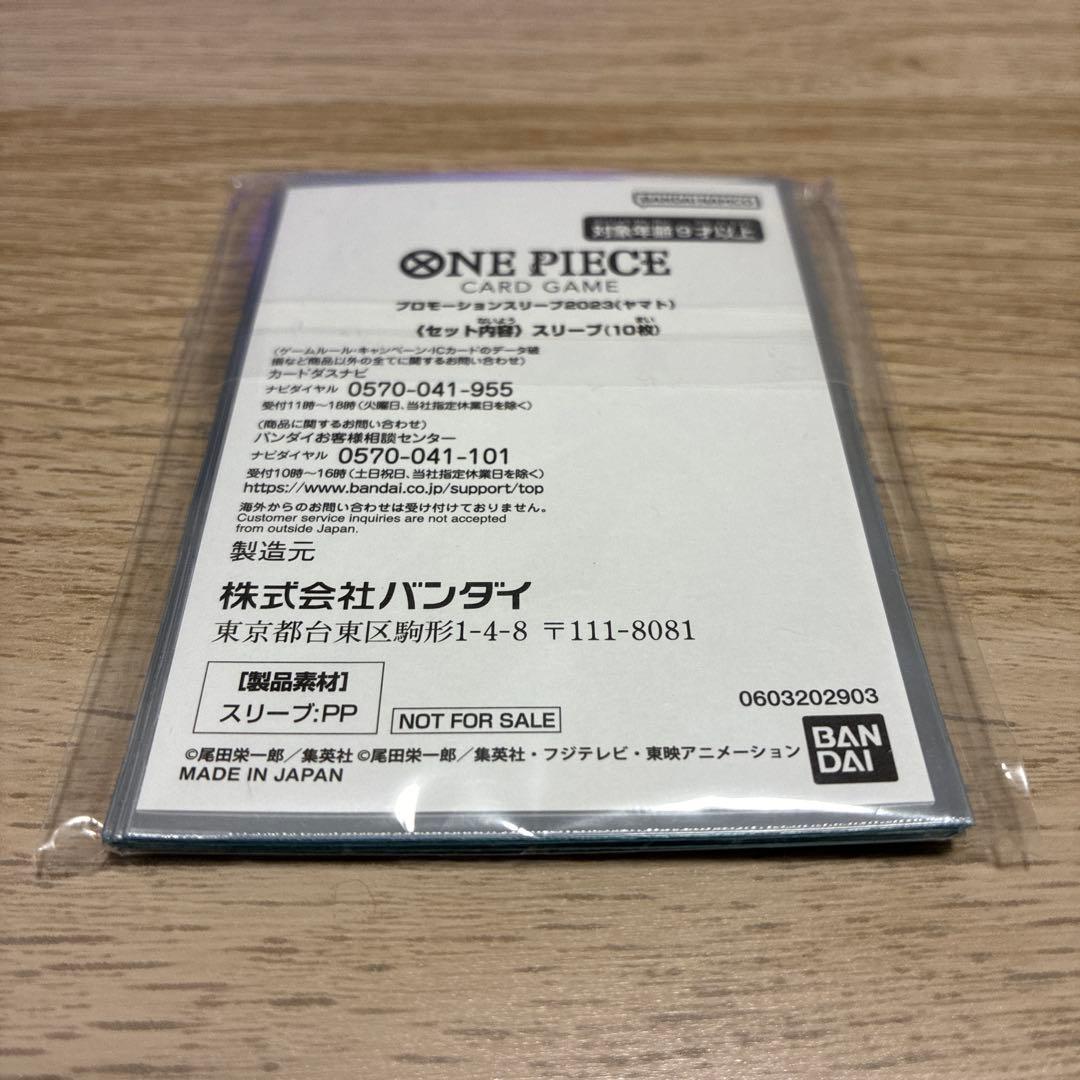 BANDAI NAMCO
対象年齢9才以上
ONE PIECE
CARD GAME
プロモーションスリーブ2023(ヤマト)
ないよう まい
《セット内容》スリーブ(10枚)
(ゲームルール・キャンペーン・ICカードのデータ破
損など商品以外の全てに関するお問い合わせ)
カードダスナビ
ナビダイヤル 0570-041-955
受付11時~18時(火曜日、当社指定休業日を除く)
(商品に関するお問い合わせ)
バンダイお客様相談センター
ナビダイヤル 0570-041-101
受付10時~16時(土日祝日、当社指定休業日を除く)
https://www.bandai.co.jp/support/top
海外からのお問い合わせは受け付けておりません。
Customer service inquiries are not accepted
from outside Japan.
製造元
株式会社バンダイ
東京都台東区駒形1-4-8 〒111-8081
[製品素材]
スリーブ:PP
NOT FOR SALE
0603202903
©尾田栄一郎/集英社 ©尾田栄一郎/集英社・フジテレビ・東映アニメーション
MADE IN JAPAN
BAN
DAI